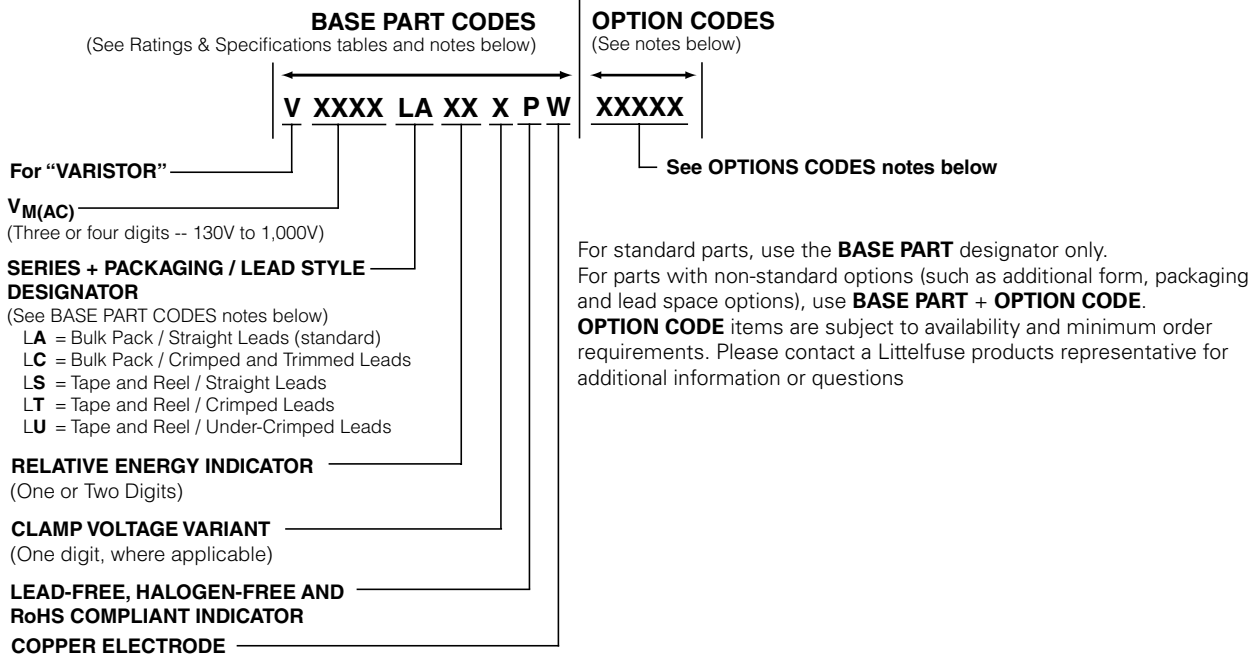 BASE PART CODES
(See Ratings & Specifications tables and notes below)
OPTION CODES
(See notes below)
V XXXX LA XX X P W XXXXX
For “VARISTOR”
See OPTIONS CODES notes below
VM(AC)
(Three or four digits -- 130V to 1,000V)
SERIES + PACKAGING / LEAD STYLE
DESIGNATOR
(See BASE PART CODES notes below)
LA = Bulk Pack / Straight Leads (standard)
LC = Bulk Pack / Crimped and Trimmed Leads
LS = Tape and Reel / Straight Leads
LT = Tape and Reel / Crimped Leads
LU = Tape and Reel / Under-Crimped Leads
RELATIVE ENERGY INDICATOR
(One or Two Digits)
CLAMP VOLTAGE VARIANT
(One digit, where applicable)
LEAD-FREE, HALOGEN-FREE AND
RoHS COMPLIANT INDICATOR
COPPER ELECTRODE
For standard parts, use the BASE PART designator only.
For parts with non-standard options (such as additional form, packaging
and lead space options), use BASE PART + OPTION CODE.
OPTION CODE items are subject to availability and minimum order
requirements. Please contact a Littelfuse products representative for
additional information or questions